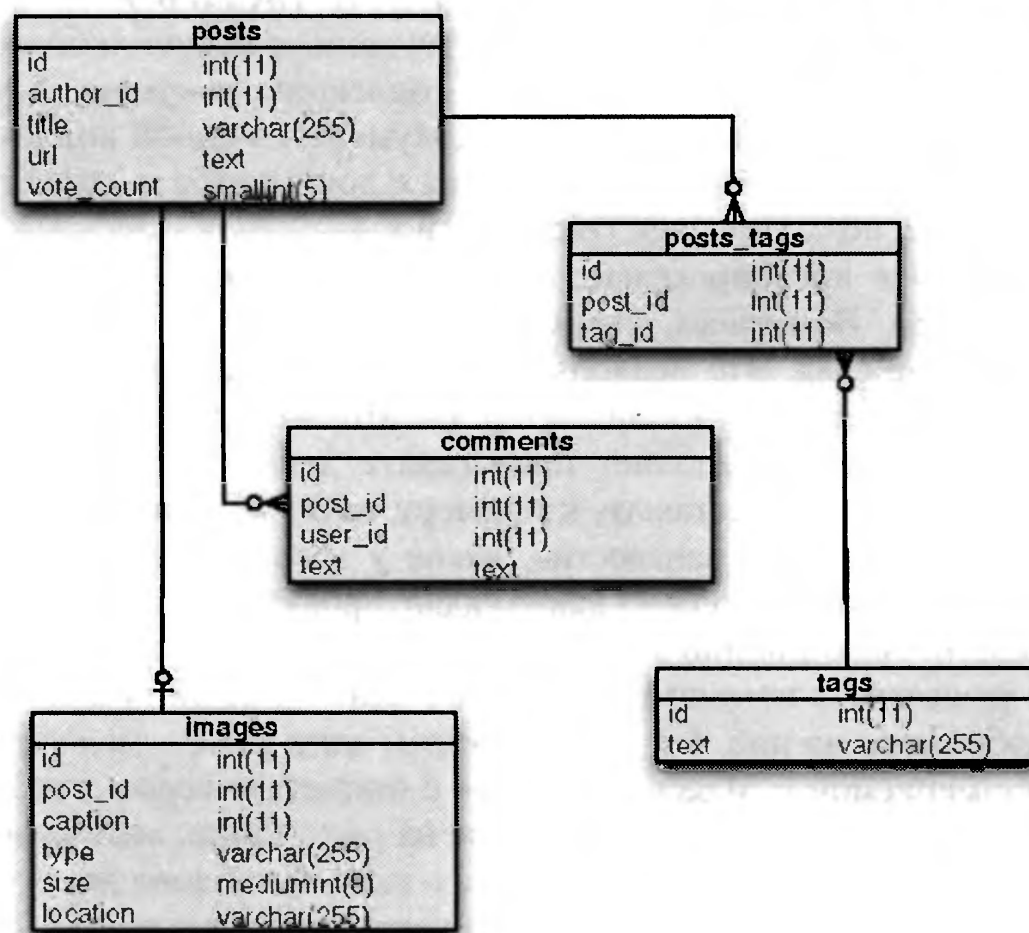 posts
id int(11)
author_id int(11)
title varchar(255)
url text
vote_count smallint(5)
posts_tags
id int(11)
post_id int(11)
tag_id int(11)
comments
id int(11)
post_id int(11)
user_id int(11)
text text
tags
id int(11)
text varchar(255)
images
id int(11)
post_id int(11)
caption int(11)
type varchar(255)
size mediumint(8)
location varchar(255)